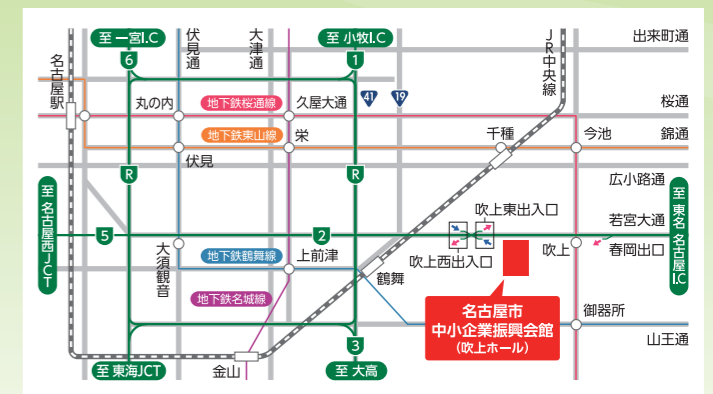 至 一宮I.C
6
伏見通
大津通
至 小牧I.C
1
JR中央線
出来町通
名古屋駅
丸の内
地下鉄桜通線
久屋大通
41
19
桜通
地下鉄東山線
栄
千種
今池
錦通
伏見
R
R
広小路通
至 名古屋西JCT
吹上東出入口
若宮大通
至 東名 名古屋I.C
5
2
大須観音
地下鉄鶴舞線
上前津
吹上西出入口
吹上
春岡出口
鶴舞
地下鉄名城線
名古屋市
中小企業振興会館
(吹上ホール)
御器所
山王通
3
至 東海JCT
金山
至 大高